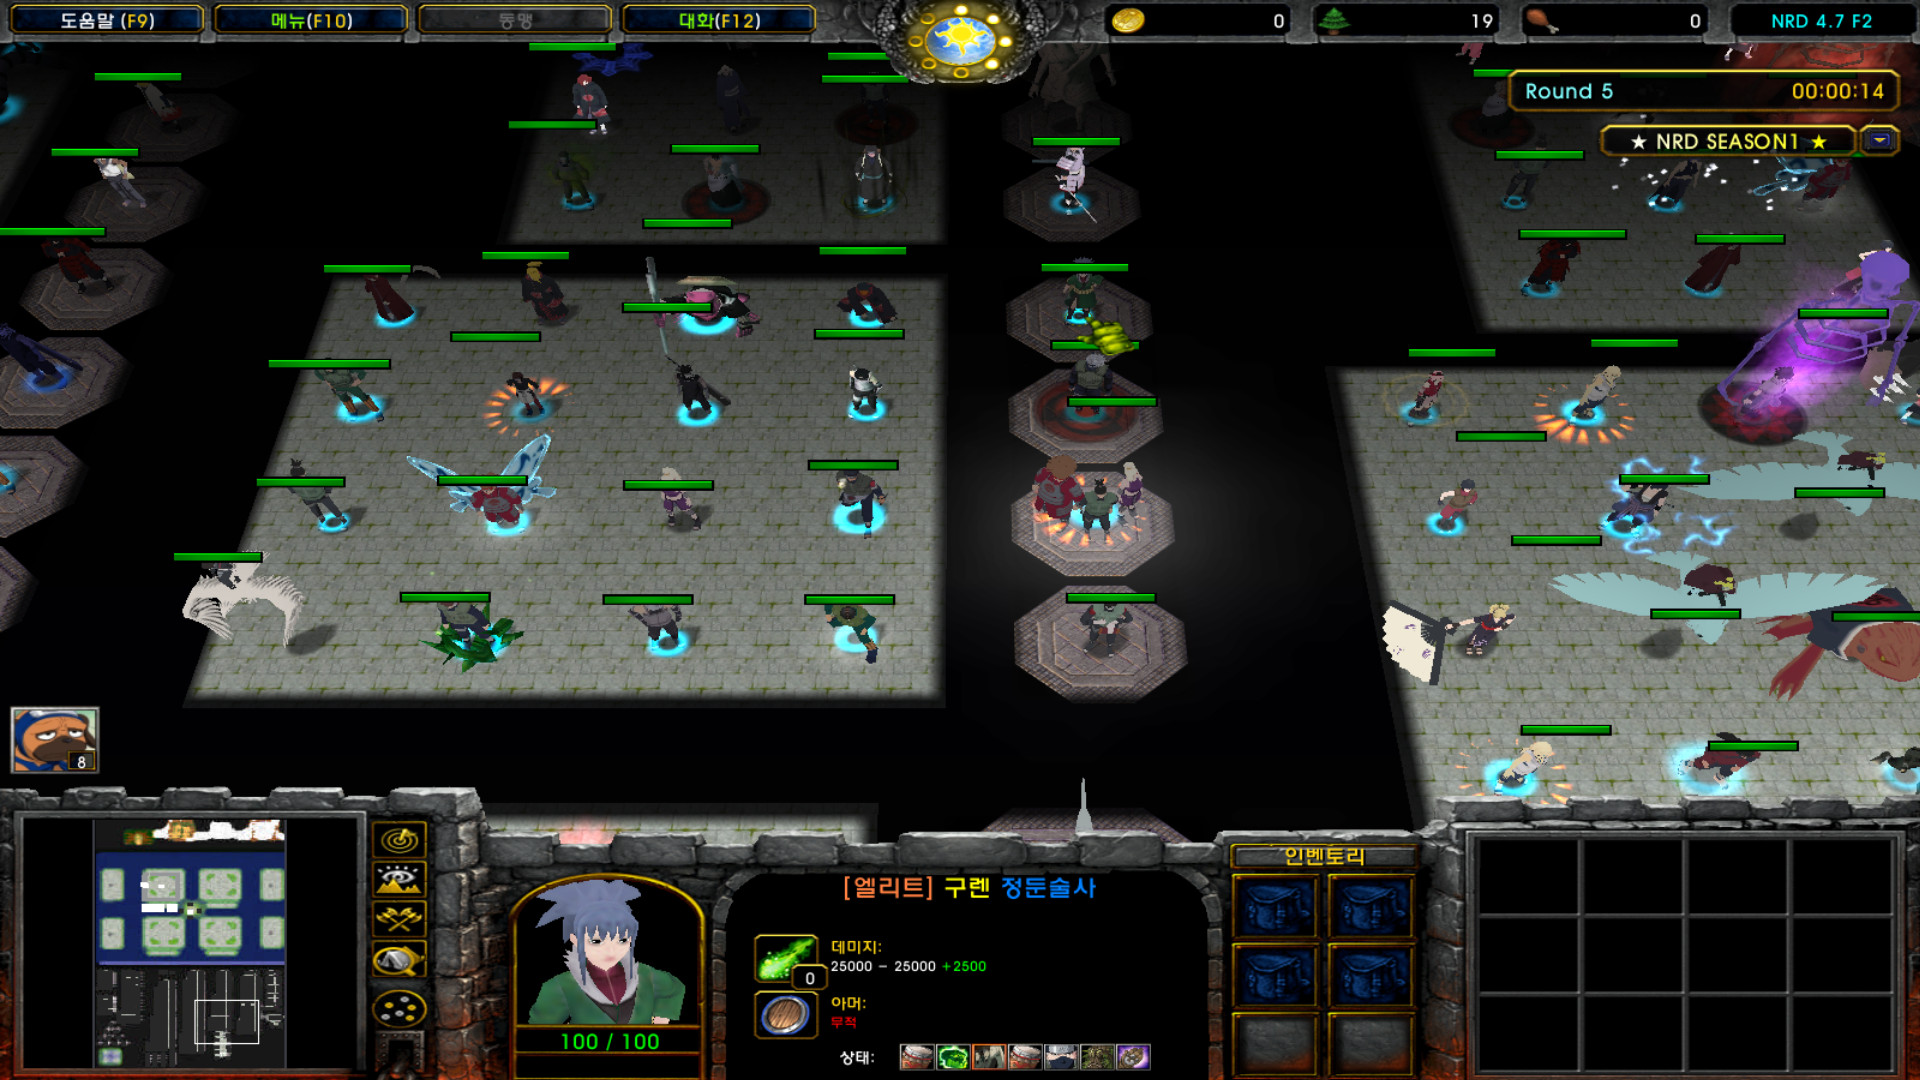 도움말 (F9)
메뉴(F10)
동맹
대화(F12)
0
19
0
NRD 4.7 F2
Round 5
00:00:14
★ NRD SEASON1 ★
8
[엘리트] 구렌 정둔술사
데미지:
25000 - 25000 +2500
0
아머:
무적
상태:
100 / 100
인벤토리